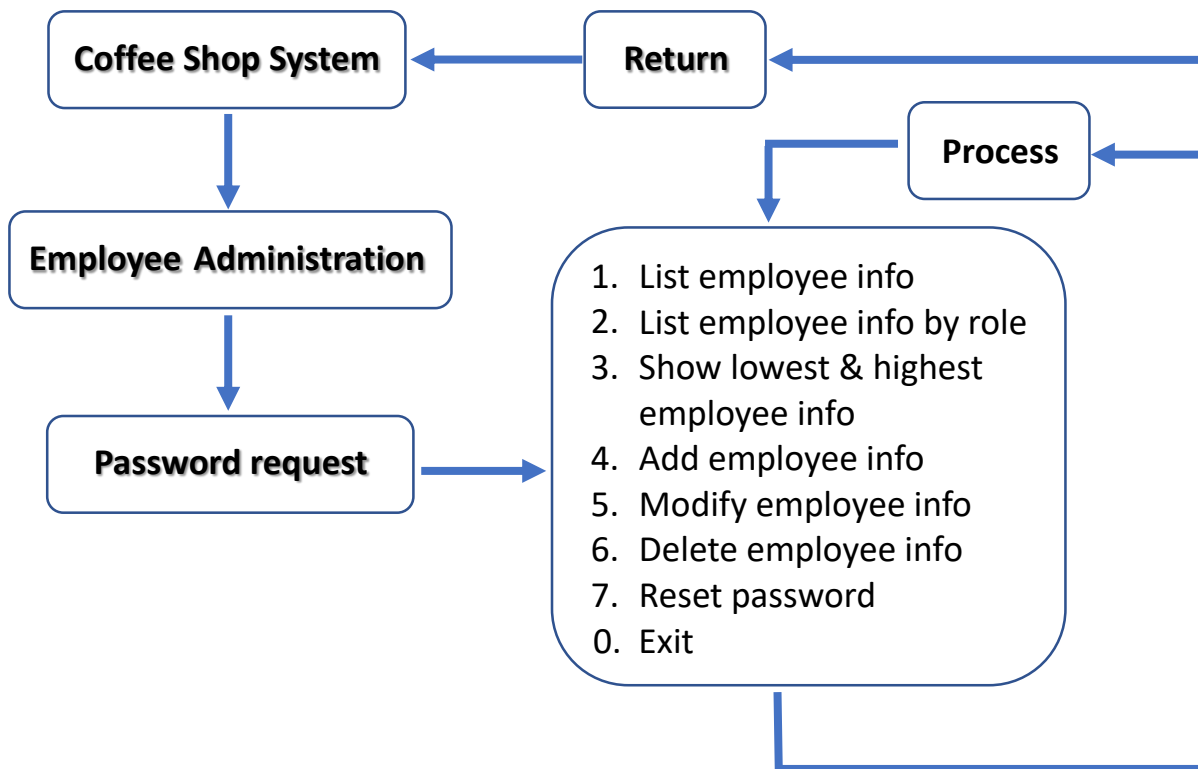 Coffee Shop System
Return
Process
Employee Administration
Password request
1. List employee info
2. List employee info by role
3. Show lowest & highest
employee info
4. Add employee info
5. Modify employee info
6. Delete employee info
7. Reset password
0. Exit